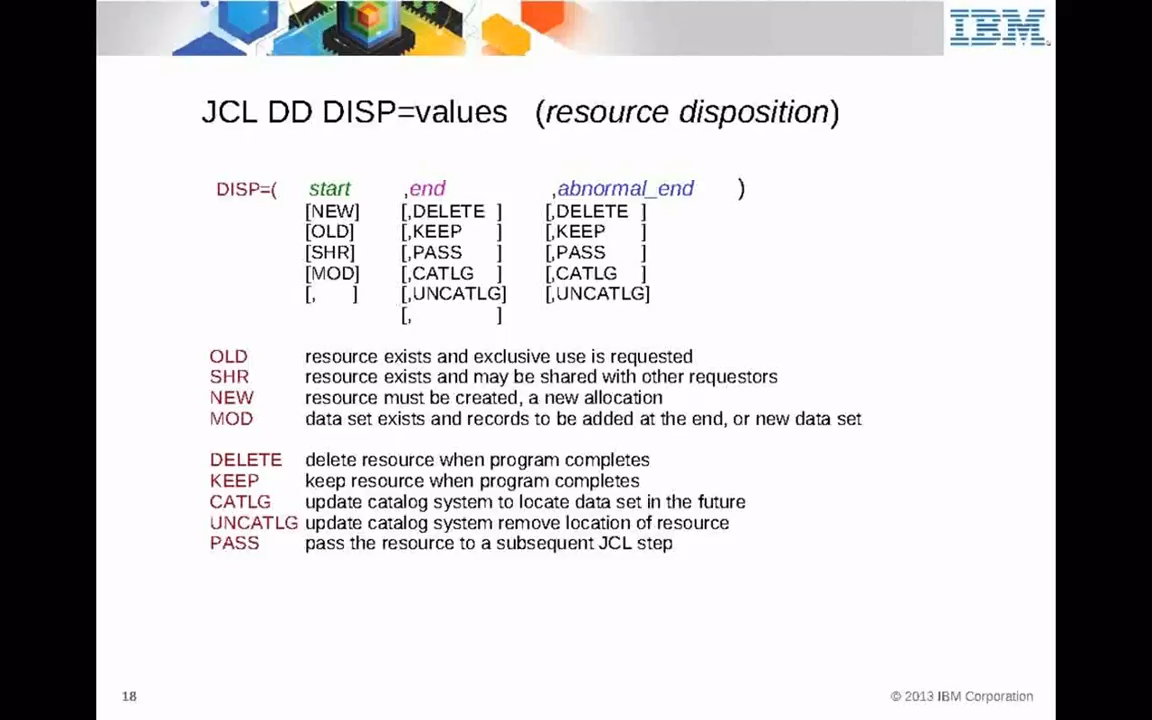 IBM
JCL DD DISP=values (resource disposition)
DISP=( start ,end ,abnormal_end )
[NEW] [,DELETE ] [,DELETE ]
[OLD] [,KEEP ] [,KEEP ]
[SHR] [,PASS ] [,PASS ]
[MOD] [,CATLG ] [,CATLG ]
[, ] [,UNCATLG] [,UNCATLG]
[, ]
OLD resource exists and exclusive use is requested
SHR resource exists and may be shared with other requestors
NEW resource must be created, a new allocation
MOD data set exists and records to be added at the end, or new data set
DELETE delete resource when program completes
KEEP keep resource when program completes
CATLG update catalog system to locate data set in the future
UNCATLG update catalog system remove location of resource
PASS pass the resource to a subsequent JCL step
18 © 2013 IBM Corporation